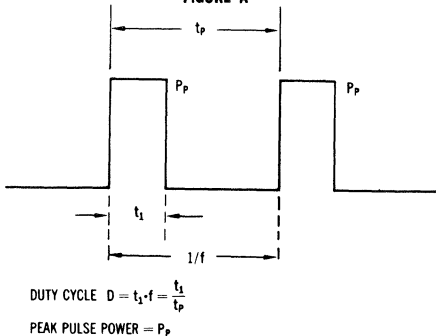 FIGURE A
tP
PP
PP
t1
1/f
DUTY CYCLE D = t1·f = t1/tP
PEAK PULSE POWER = PP